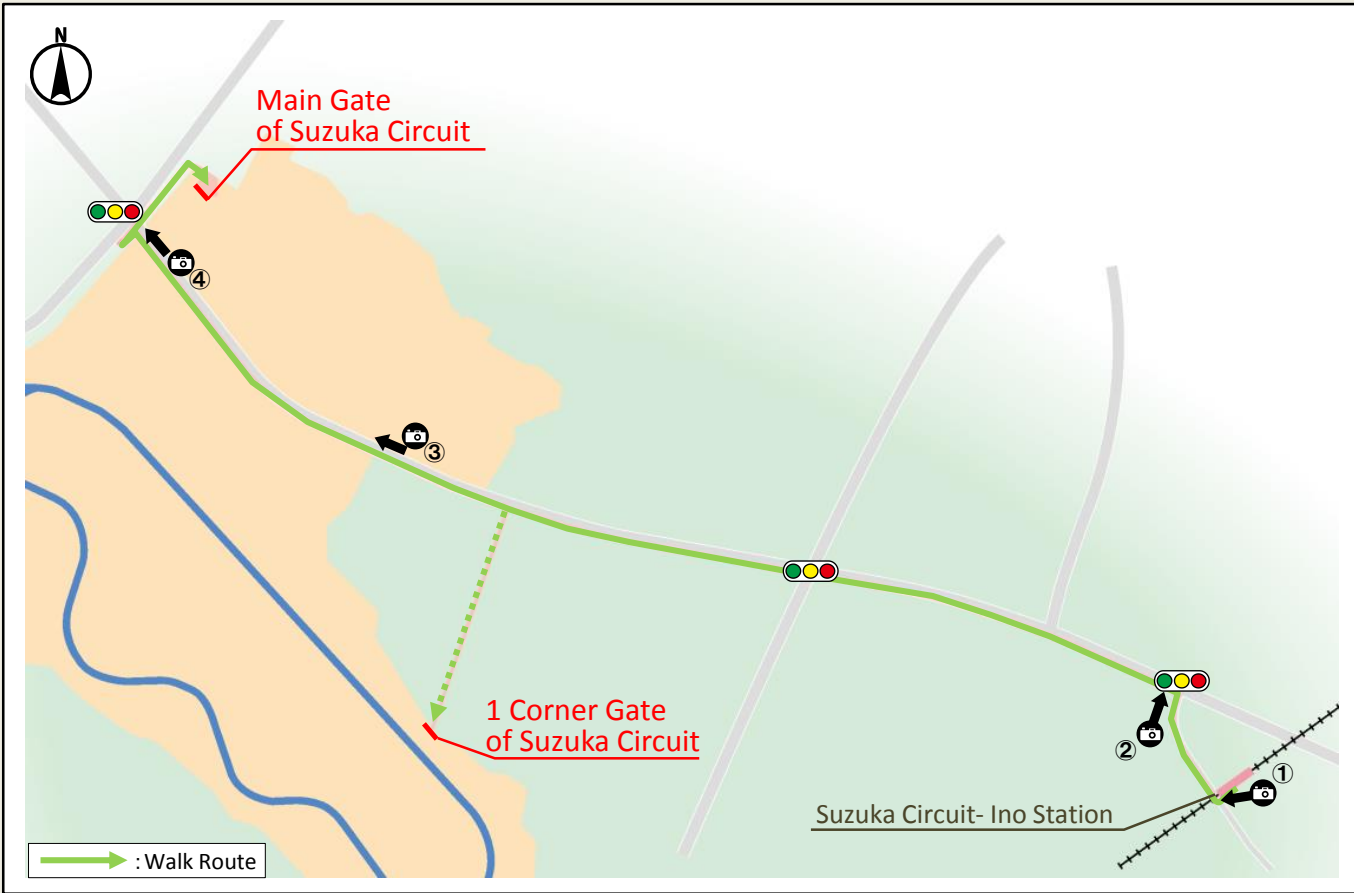 N
Main Gate
of Suzuka Circuit
④
③
1 Corner Gate
of Suzuka Circuit
②
①
Suzuka Circuit- Ino Station
: Walk Route